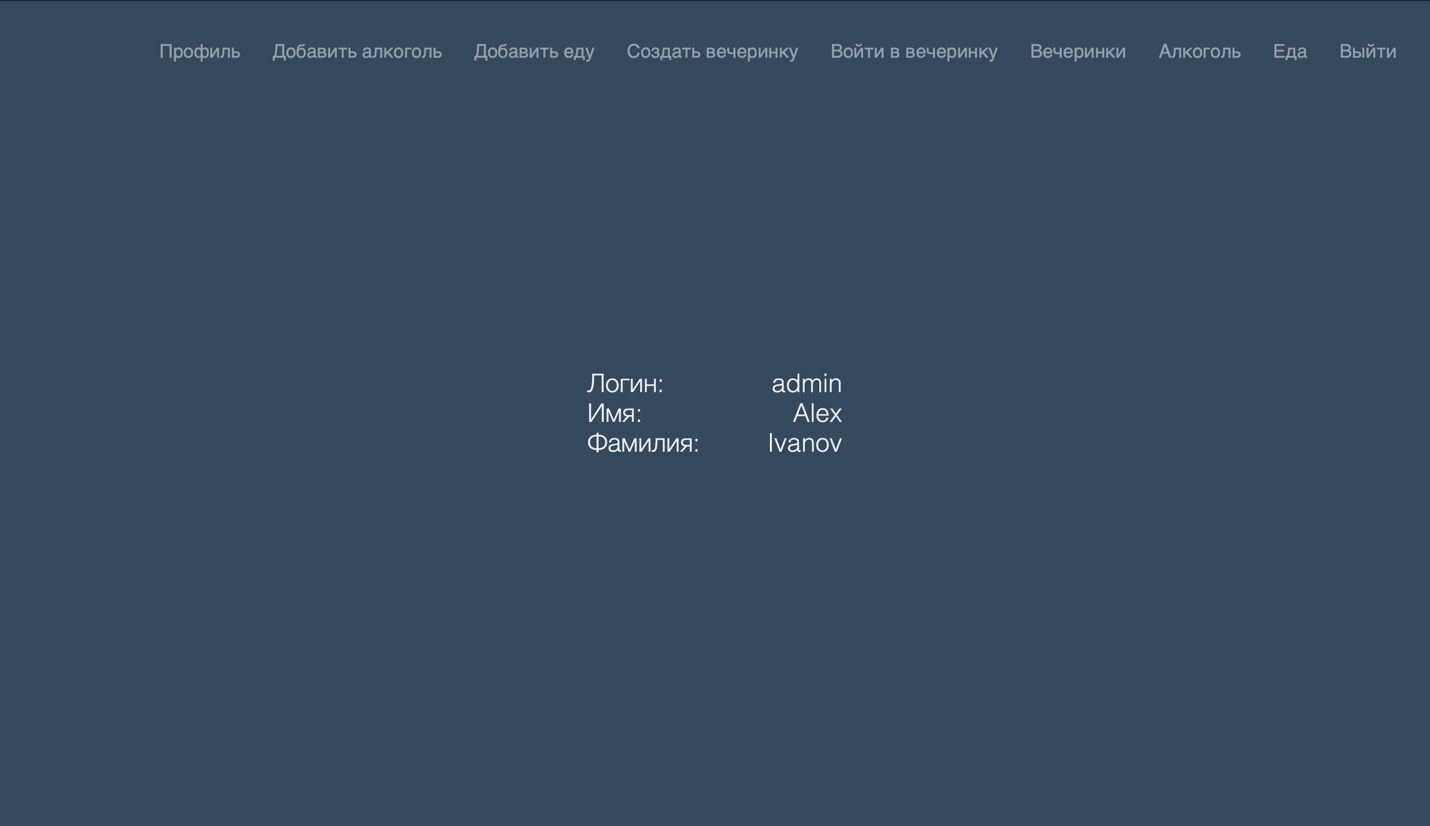 Профиль Добавить алкоголь Добавить еду Создать вечеринку Войти в вечеринку Вечеринки Алкоголь Еда Выйти
Логин: admin
Имя: Alex
Фамилия: Ivanov